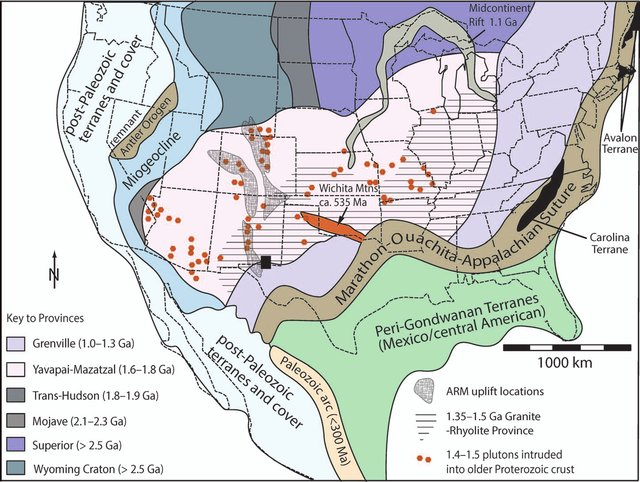 Midcontinent
Rift 1.1 Ga
post-Paleozoic
terranes and cover
remnant
Antler Orogen
Miogeocline
Avalon
Terrane
Wichita Mtns
ca. 535 Ma
Marathon-Ouachita-Appalachian Suture
Carolina
Terrane
N
Peri-Gondwanan Terranes
(Mexico/central American)
post-Paleozoic
terranes and cover
Paleozoic arc (<300 Ma)
1000 km
Key to Provinces
Grenville (1.0–1.3 Ga)
Yavapai-Mazatzal (1.6–1.8 Ga)
Trans-Hudson (1.8–1.9 Ga)
Mojave (2.1–2.3 Ga)
Superior (> 2.5 Ga)
Wyoming Craton (> 2.5 Ga)
ARM uplift locations
1.35–1.5 Ga Granite
-Rhyolite Province
1.4–1.5 plutons intruded
into older Proterozoic crust